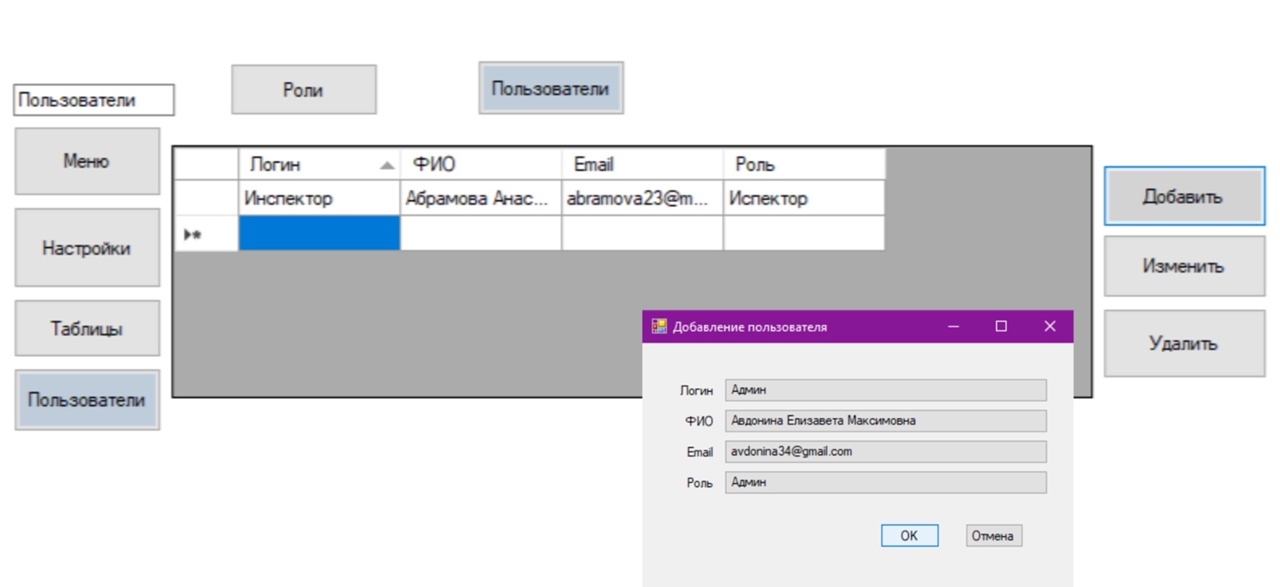 Роли
Пользователи
Пользователи
Меню
Настройки
Таблицы
Пользователи
Логин ФИО Email Роль
Инспектор Абрамова Анас... abramova23@m... Испектор
Добавить
Изменить
Удалить
Добавление пользователя
Логин Админ
ФИО Авдонина Елизавета Максимовна
Email avdonina34@gmail.com
Роль Админ
OK Отмена